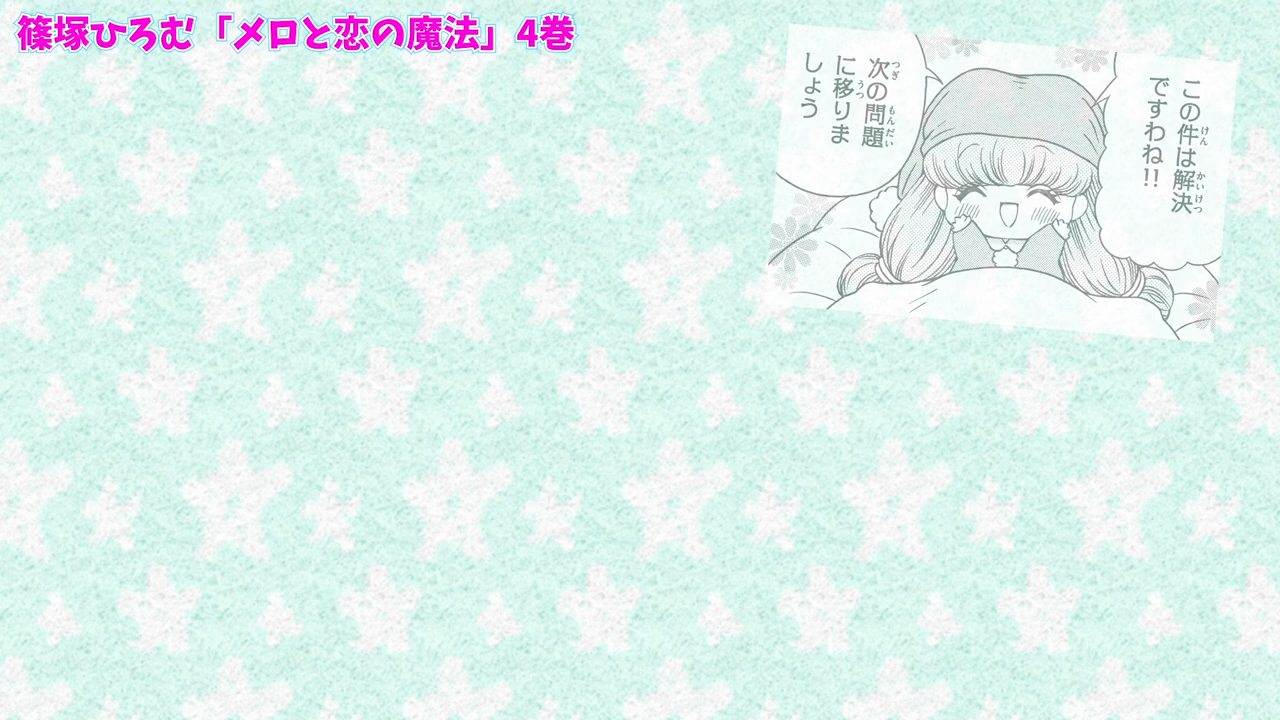 篠塚ひろむ「メロと恋の魔法」4巻
この件は解決
ですわね!!
次の問題
に移りま
しょう